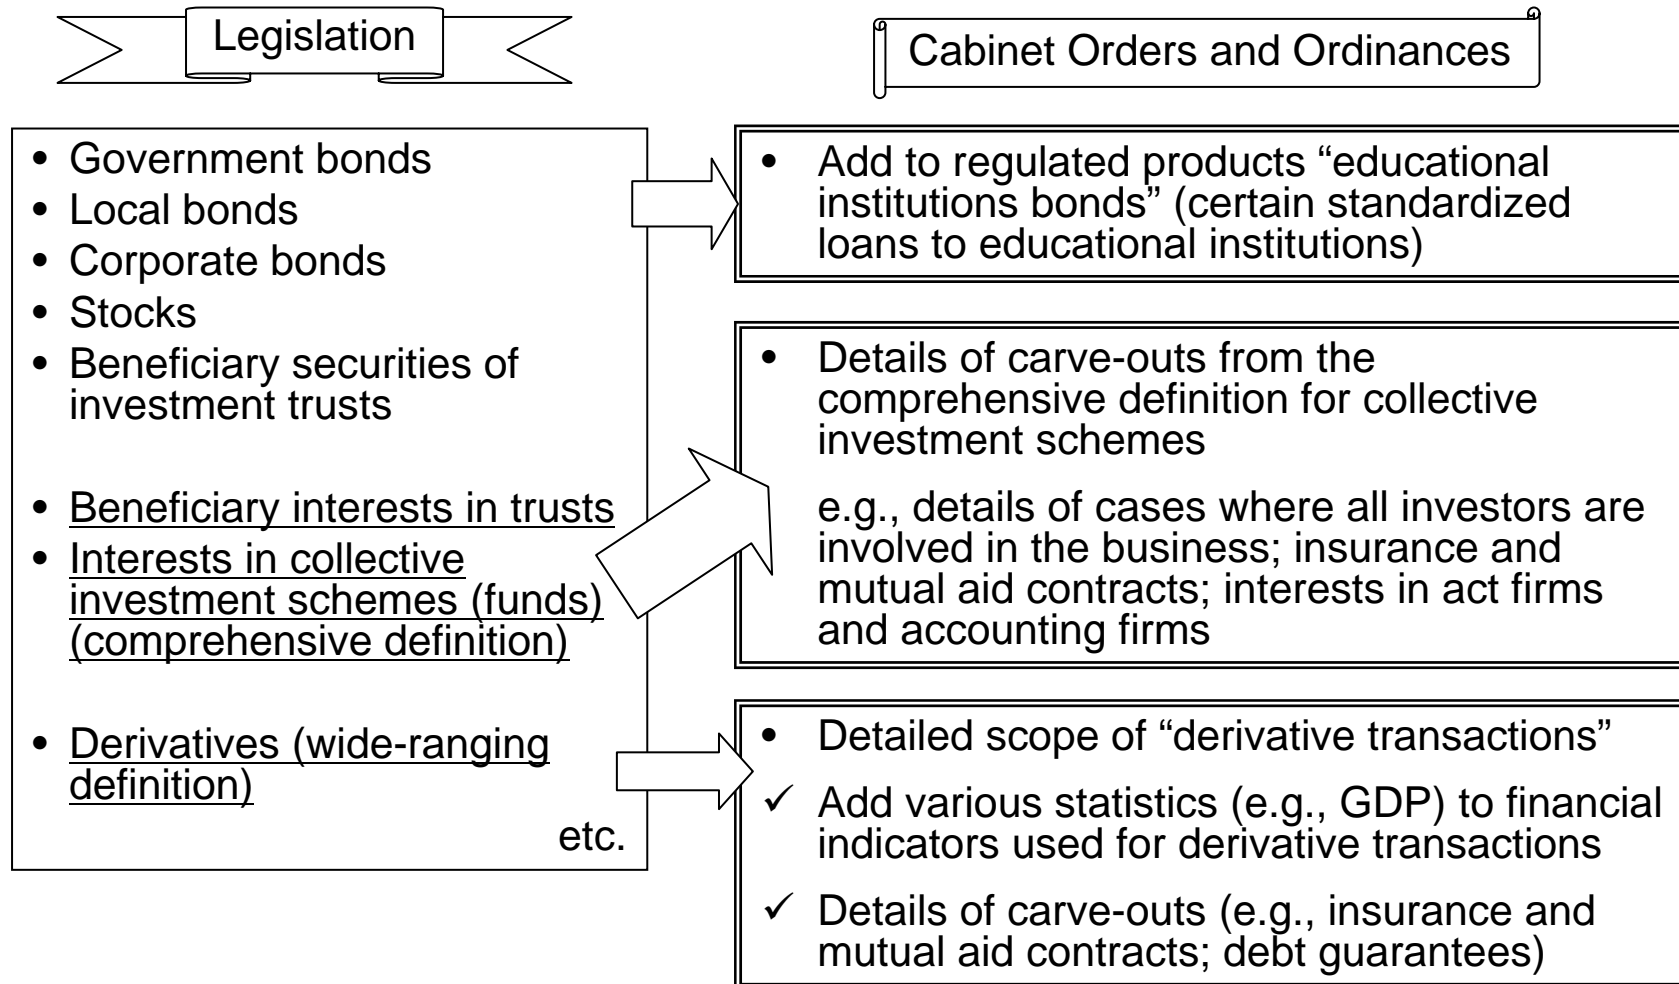 Legislation
Cabinet Orders and Ordinances
• Government bonds
• Local bonds
• Corporate bonds
• Stocks
• Beneficiary securities of
investment trusts
• Beneficiary interests in trusts
• Interests in collective
investment schemes (funds)
(comprehensive definition)
• Derivatives (wide-ranging
definition)
etc.
• Add to regulated products “educational
institutions bonds” (certain standardized
loans to educational institutions)
• Details of carve-outs from the
comprehensive definition for collective
investment schemes
e.g., details of cases where all investors are
involved in the business; insurance and
mutual aid contracts; interests in act firms
and accounting firms
• Detailed scope of “derivative transactions”
✓ Add various statistics (e.g., GDP) to financial
indicators used for derivative transactions
✓ Details of carve-outs (e.g., insurance and
mutual aid contracts; debt guarantees)